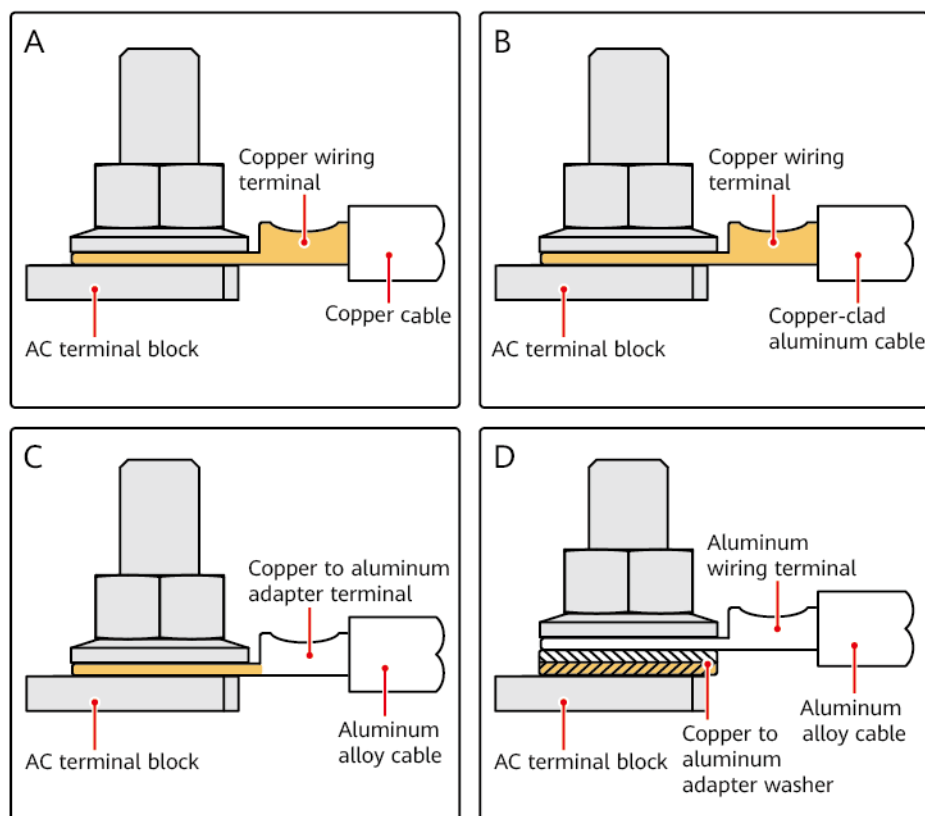 A
Copper wiring
terminal
Copper cable
AC terminal block
B
Copper wiring
terminal
Copper-clad
aluminum cable
AC terminal block
C
Copper to aluminum
adapter terminal
Aluminum
alloy cable
AC terminal block
D
Aluminum
wiring terminal
Aluminum
alloy cable
Copper to
aluminum
adapter washer
AC terminal block